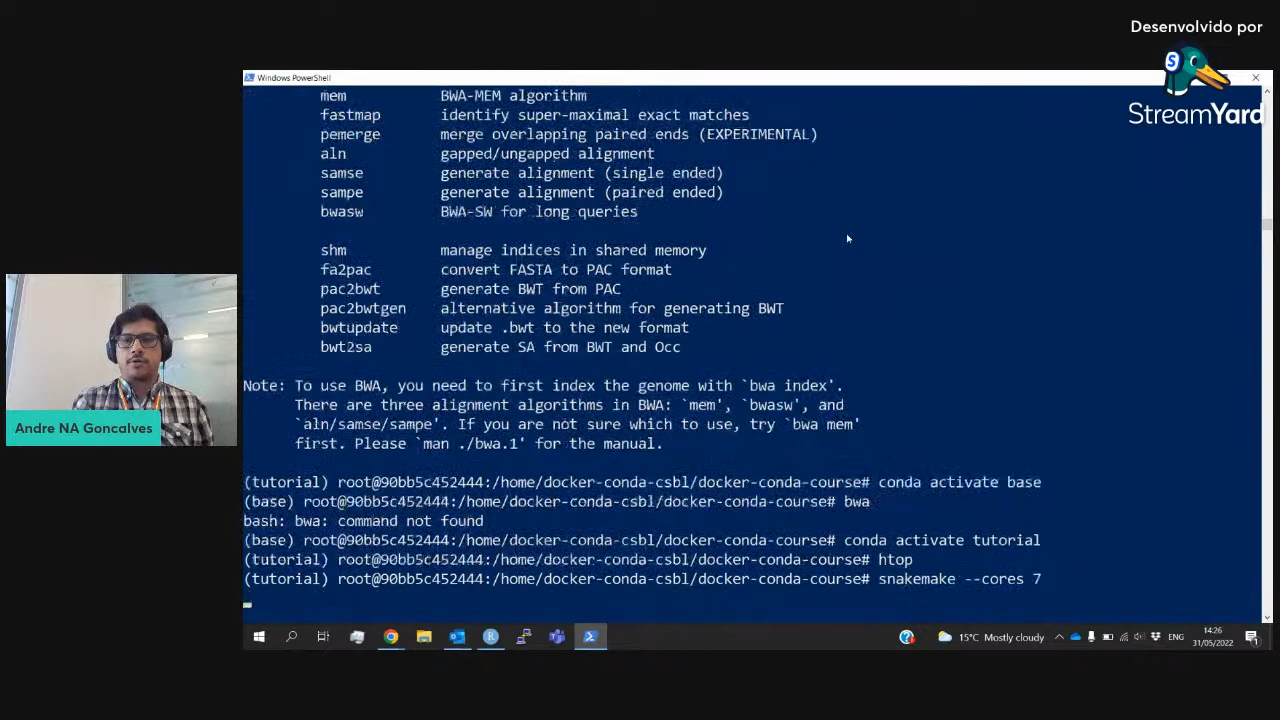 Desenvolvido por
S
StreamYard
Windows PowerShell
mem BWA-MEM algorithm
fastmap identify super-maximal exact matches
pemerge merge overlapping paired ends (EXPERIMENTAL)
aln gapped/ungapped alignment
samse generate alignment (single ended)
sampe generate alignment (paired ended)
bwasw BWA-SW for long queries
shm manage indices in shared memory
fa2pac convert FASTA to PAC format
pac2bwt generate BWT from PAC
pac2bwtgen alternative algorithm for generating BWT
bwtupdate update .bwt to the new format
bwt2sa generate SA from BWT and Occ
Note: To use BWA, you need to first index the genome with `bwa index'.
There are three alignment algorithms in BWA: `mem', `bwasw', and
`aln/samse/sampe'. If you are not sure which to use, try `bwa mem'
first. Please `man ./bwa.1' for the manual.
(tutorial) root@90bb5c452444:/home/docker-conda-csbl/docker-conda-course# conda activate base
(base) root@90bb5c452444:/home/docker-conda-csbl/docker-conda-course# bwa
bash: bwa: command not found
(base) root@90bb5c452444:/home/docker-conda-csbl/docker-conda-course# conda activate tutorial
(tutorial) root@90bb5c452444:/home/docker-conda-csbl/docker-conda-course# htop
(tutorial) root@90bb5c452444:/home/docker-conda-csbl/docker-conda-course# snakemake --cores 7
Andre NA Goncalves
15°C Mostly cloudy
ENG
14:26
31/05/2022